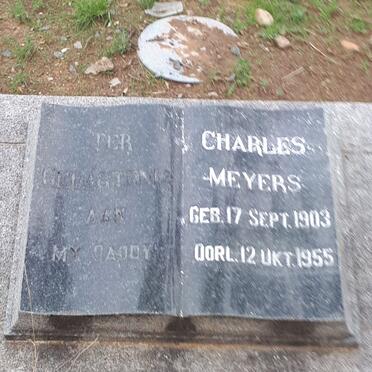 TER
GEDAGTENIS
AAN
MY DADDY
CHARLES
MEYERS
GEB. 17 SEPT. 1903
OORL. 12 OKT. 1955